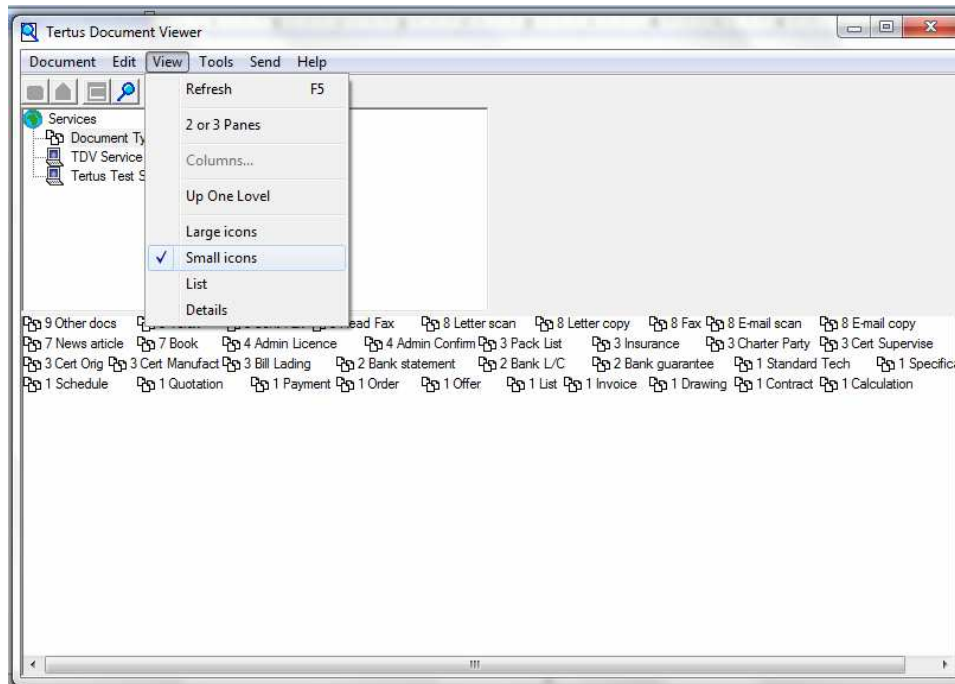 Tertus Document Viewer
Document Edit View Tools Send Help
Refresh F5
2 or 3 Panes
Columns...
Up One Level
Large icons
Small icons
List
Details
Services
Document Ty
TDV Service
Tertus Test S
9 Other docs ead Fax 8 Letter scan 8 Letter copy 8 Fax 8 E-mail scan 8 E-mail copy
7 News article 7 Book 4 Admin Licence 4 Admin Confirm 3 Pack List 3 Insurance 3 Charter Party 3 Cert Supervise
3 Cert Orig 3 Cert Manufact 3 Bill Lading 2 Bank statement 2 Bank L/C 2 Bank guarantee 1 Standard Tech 1 Specifica
1 Schedule 1 Quotation 1 Payment 1 Order 1 Offer 1 List 1 Invoice 1 Drawing 1 Contract 1 Calculation